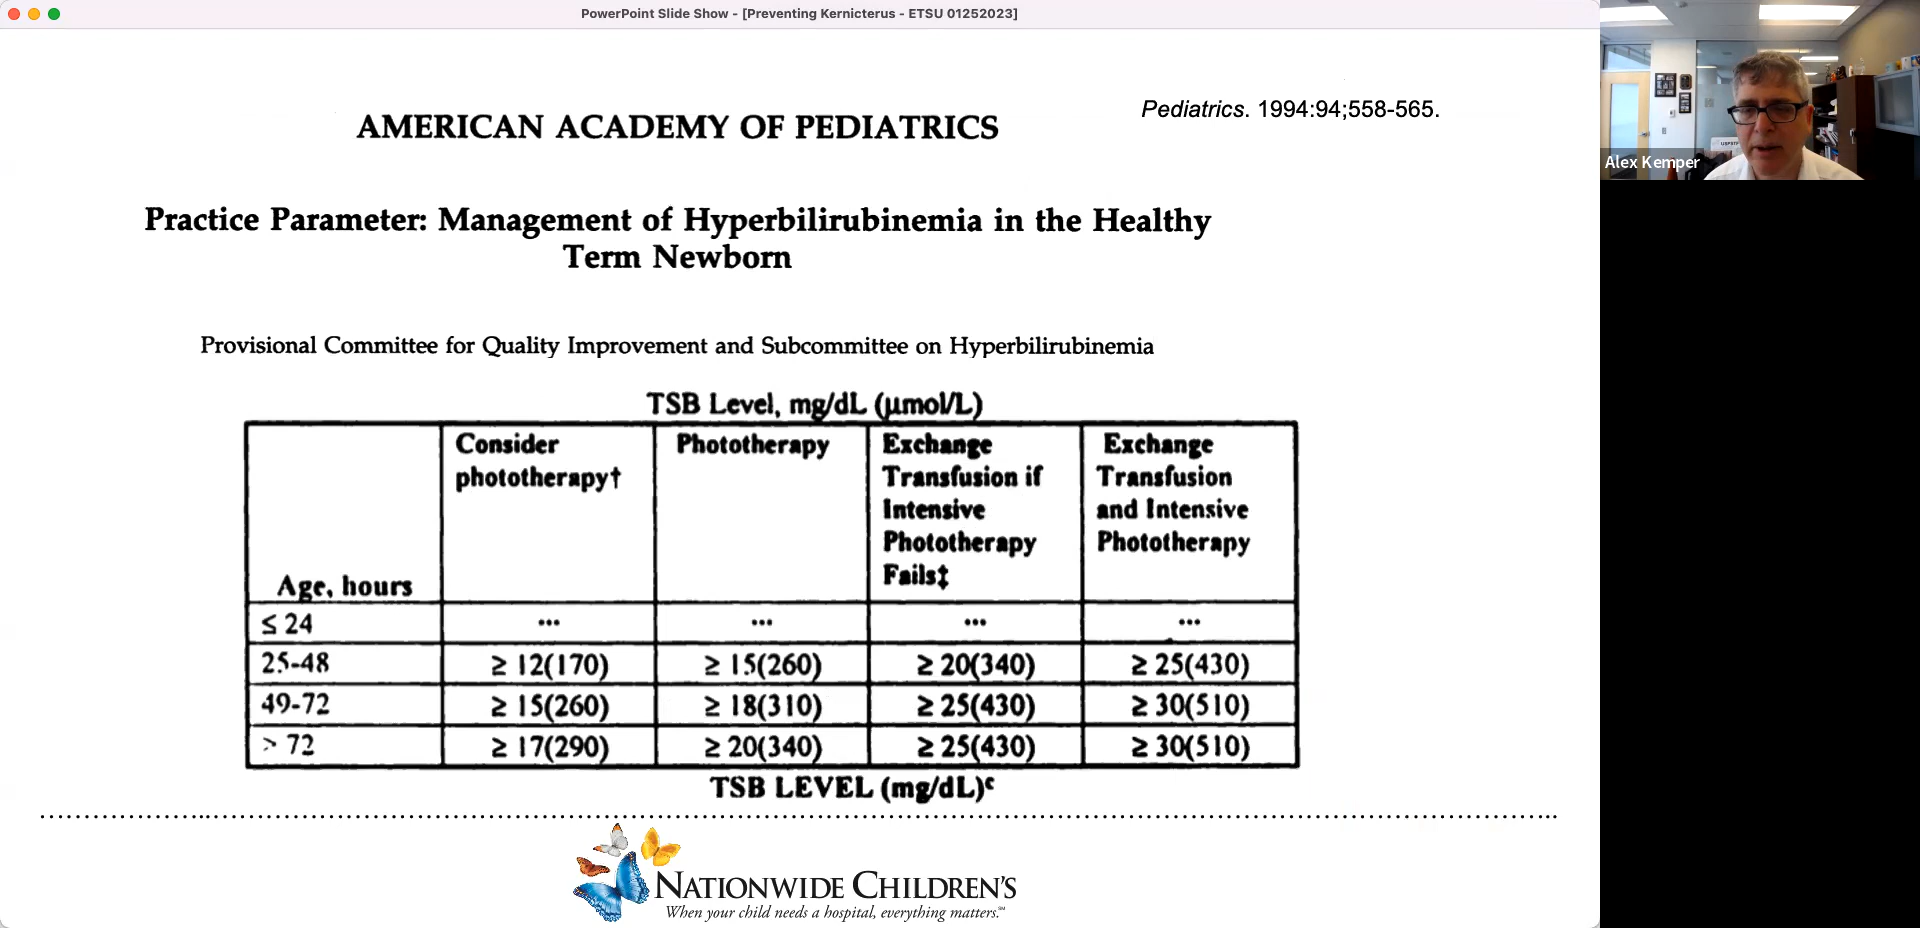 PowerPoint Slide Show - [Preventing Kernicterus - ETSU 01252023]
AMERICAN ACADEMY OF PEDIATRICS
Pediatrics. 1994:94;558-565.
Practice Parameter: Management of Hyperbilirubinemia in the Healthy
Term Newborn
Provisional Committee for Quality Improvement and Subcommittee on Hyperbilirubinemia
TSB Level, mg/dL (μmol/L)
Age, hours
Consider
phototherapy†
Phototherapy
Exchange
Transfusion if
Intensive
Phototherapy
Fails‡
Exchange
Transfusion
and Intensive
Phototherapy
≤ 24 ... ... ... ...
25-48 ≥ 12(170) ≥ 15(260) ≥ 20(340) ≥ 25(430)
49-72 ≥ 15(260) ≥ 18(310) ≥ 25(430) ≥ 30(510)
> 72 ≥ 17(290) ≥ 20(340) ≥ 25(430) ≥ 30(510)
TSB LEVEL (mg/dL)ᶜ
NATIONWIDE CHILDREN'S
When your child needs a hospital, everything matters.℠
Alex Kemper